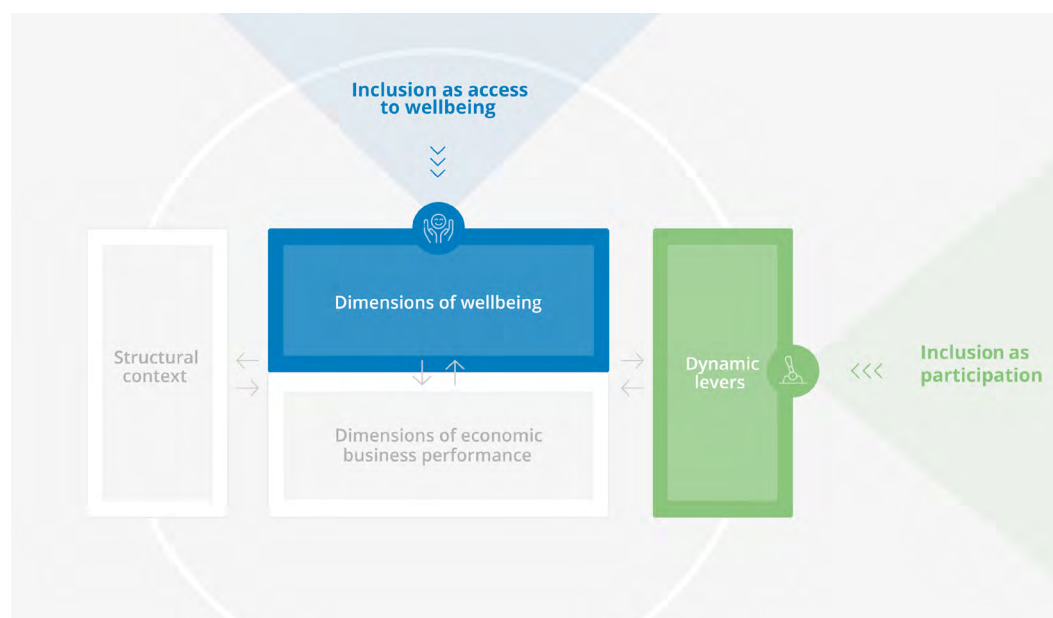 Inclusion as access
to wellbeing
Dimensions of wellbeing
Structural
context
Dynamic
levers
Inclusion as
participation
Dimensions of economic
business performance